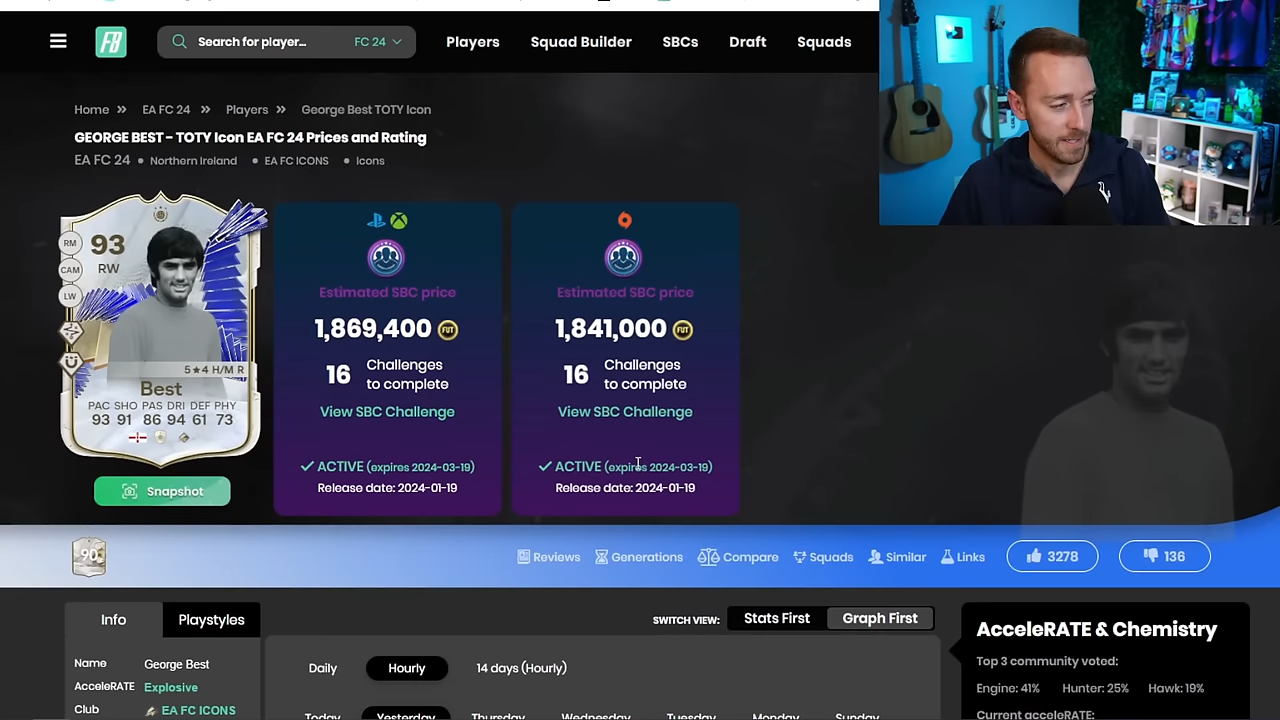 FB
Search for player...
FC 24
Players
Squad Builder
SBCs
Draft
Squads
Home » EA FC 24 » Players » George Best TOTY Icon
GEORGE BEST - TOTY Icon EA FC 24 Prices and Rating
EA FC 24 • Northern Ireland • EA FC ICONS • Icons
RM
93
RW
CAM
LW
5★4 H/M R
Best
PAC SHO PAS DRI DEF PHY
93 91 86 94 61 73
Snapshot
Estimated SBC price
1,869,400 FUT
16 Challenges
to complete
View SBC Challenge
✓ ACTIVE (expires 2024-03-19)
Release date: 2024-01-19
Estimated SBC price
1,841,000 FUT
16 Challenges
to complete
View SBC Challenge
✓ ACTIVE (expires 2024-03-19)
Release date: 2024-01-19
90
Reviews
Generations
Compare
Squads
Similar
Links
3278
136
Info
Playstyles
Name George Best
AcceleRATE Explosive
Club EA FC ICONS
SWITCH VIEW:
Stats First
Graph First
Daily
Hourly
14 days (Hourly)
Today
Yesterday
Thursday
Wednesday
Tuesday
Monday
Sunday
AcceleRATE & Chemistry
Top 3 community voted:
Engine: 41% Hunter: 25% Hawk: 19%
Current acceleRATE: